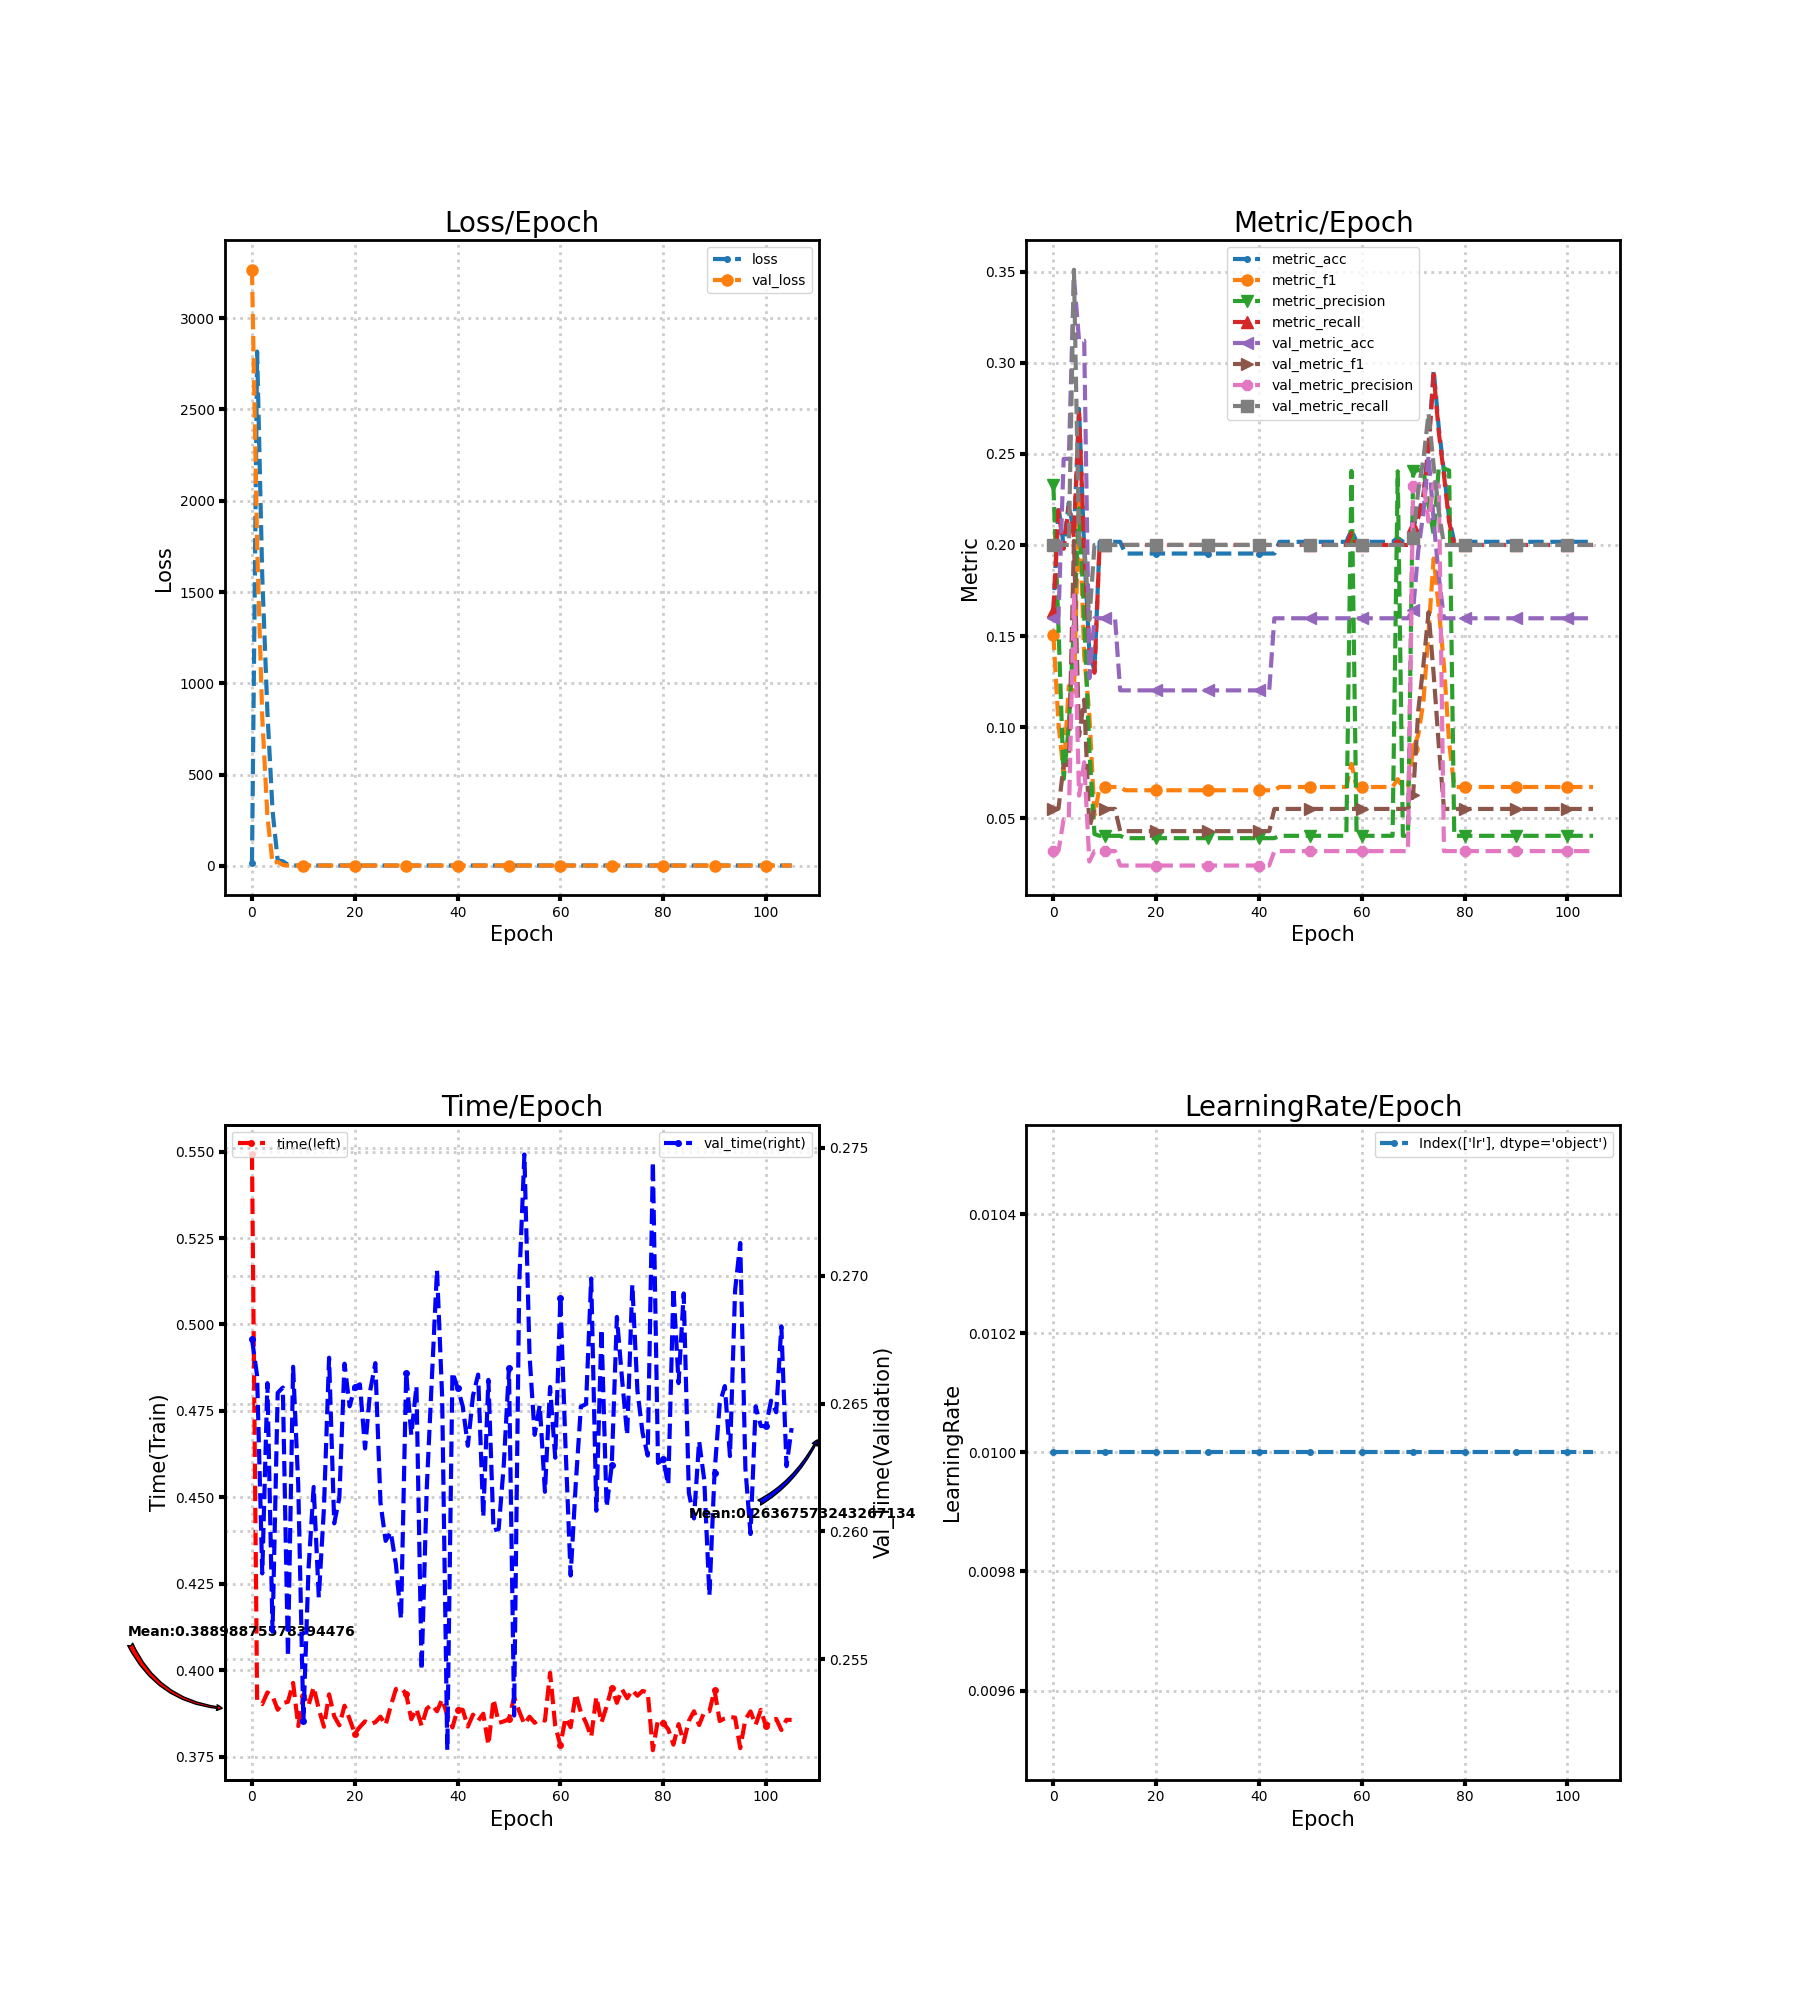 Loss/Epoch
loss
val_loss
3000
2500
2000
1500
1000
500
0
Loss
0 20 40 60 80 100
Epoch
Metric/Epoch
metric_acc
metric_f1
metric_precision
metric_recall
val_metric_acc
val_metric_f1
val_metric_precision
val_metric_recall
0.35
0.30
0.25
0.20
0.15
0.10
0.05
Metric
0 20 40 60 80 100
Epoch
Time/Epoch
time(left)
val_time(right)
0.550
0.525
0.500
0.475
0.450
0.425
0.400
0.375
Time(Train)
0.275
0.270
0.265
0.260
0.255
Val_Time(Validation)
Mean:0.26367573243267134
Mean:0.38898875378394476
0 20 40 60 80 100
Epoch
LearningRate/Epoch
Index(['lr'], dtype='object')
0.0104
0.0102
0.0100
0.0098
0.0096
LearningRate
0 20 40 60 80 100
Epoch